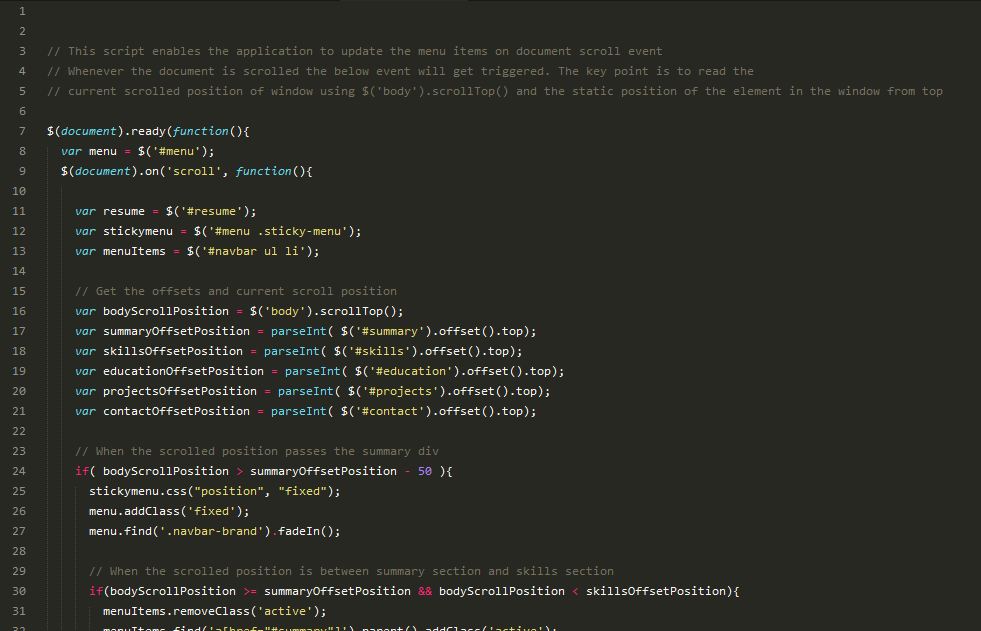 1
2
3 // This script enables the application to update the menu items on document scroll event
4 // Whenever the document is scrolled the below event will get triggered. The key point is to read the
5 // current scrolled position of window using $('body').scrollTop() and the static position of the element in the window from top
6
7 $(document).ready(function(){
8 var menu = $('#menu');
9 $(document).on('scroll', function(){
10
11 var resume = $('#resume');
12 var stickymenu = $('#menu .sticky-menu');
13 var menuItems = $('#navbar ul li');
14
15 // Get the offsets and current scroll position
16 var bodyScrollPosition = $('body').scrollTop();
17 var summaryOffsetPosition = parseInt( $('#summary').offset().top);
18 var skillsOffsetPosition = parseInt( $('#skills').offset().top);
19 var educationOffsetPosition = parseInt( $('#education').offset().top);
20 var projectsOffsetPosition = parseInt( $('#projects').offset().top);
21 var contactOffsetPosition = parseInt( $('#contact').offset().top);
22
23 // When the scrolled position passes the summary div
24 if( bodyScrollPosition > summaryOffsetPosition - 50 ){
25 stickymenu.css("position", "fixed");
26 menu.addClass('fixed');
27 menu.find('.navbar-brand').fadeIn();
28
29 // When the scrolled position is between summary section and skills section
30 if(bodyScrollPosition >= summaryOffsetPosition && bodyScrollPosition < skillsOffsetPosition){
31 menuItems.removeClass('active');
32 menuItems.find('a[href="#summary"]').parent().addClass('active');